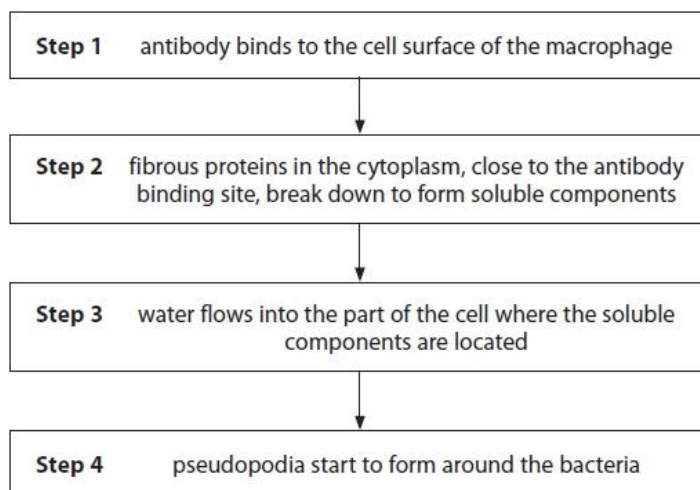 Step 1 antibody binds to the cell surface of the macrophage
Step 2 fibrous proteins in the cytoplasm, close to the antibody
binding site, break down to form soluble components
Step 3 water flows into the part of the cell where the soluble
components are located
Step 4 pseudopodia start to form around the bacteria